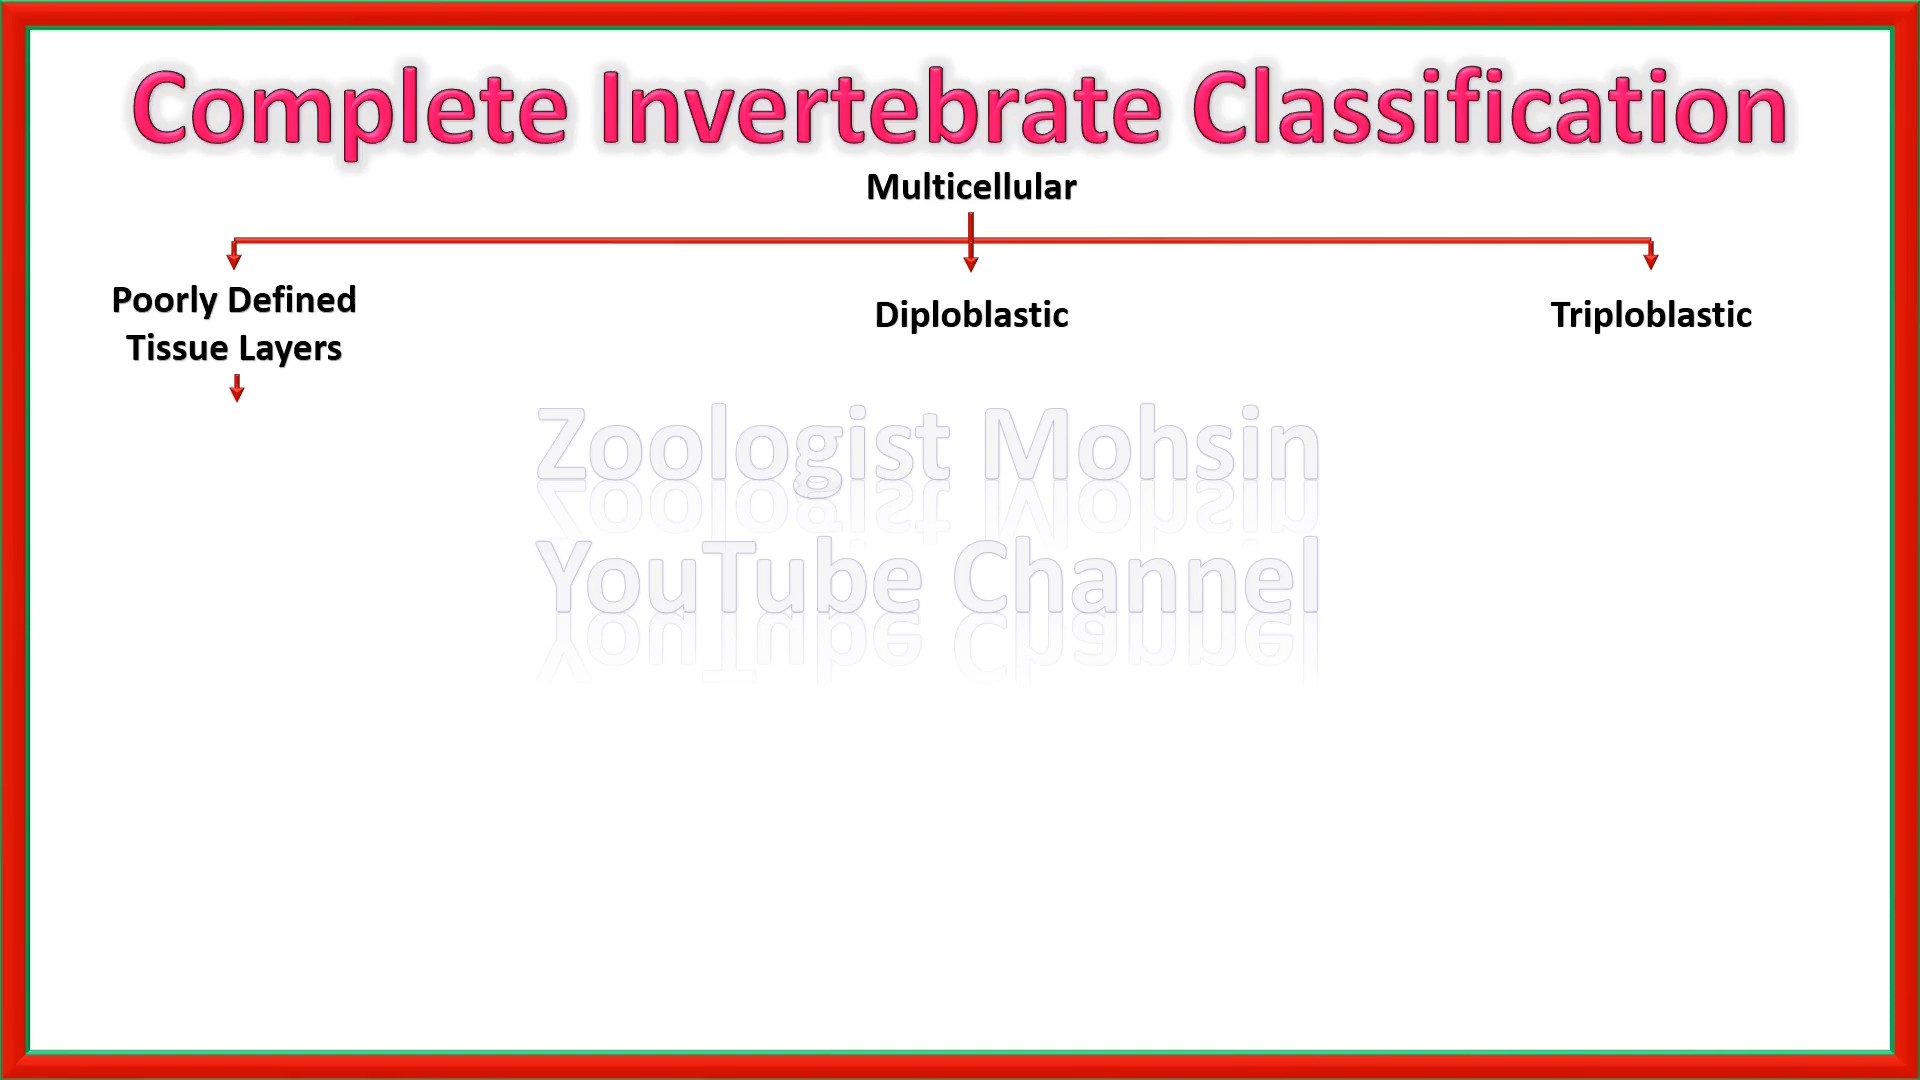 Complete Invertebrate Classification
Multicellular
Poorly Defined
Tissue Layers
Diploblastic
Triploblastic
Zoologist Mohsin
YouTube Channel